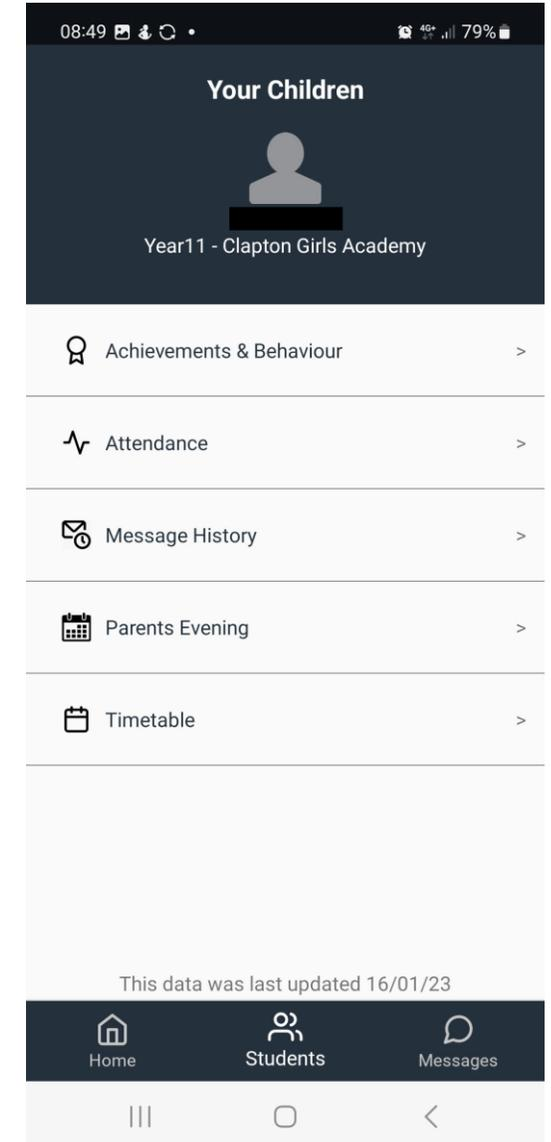 08:49 4G+ 79%
Your Children
Year11 - Clapton Girls Academy
Achievements & Behaviour >
Attendance >
Message History >
Parents Evening >
Timetable >
This data was last updated 16/01/23
Home Students Messages